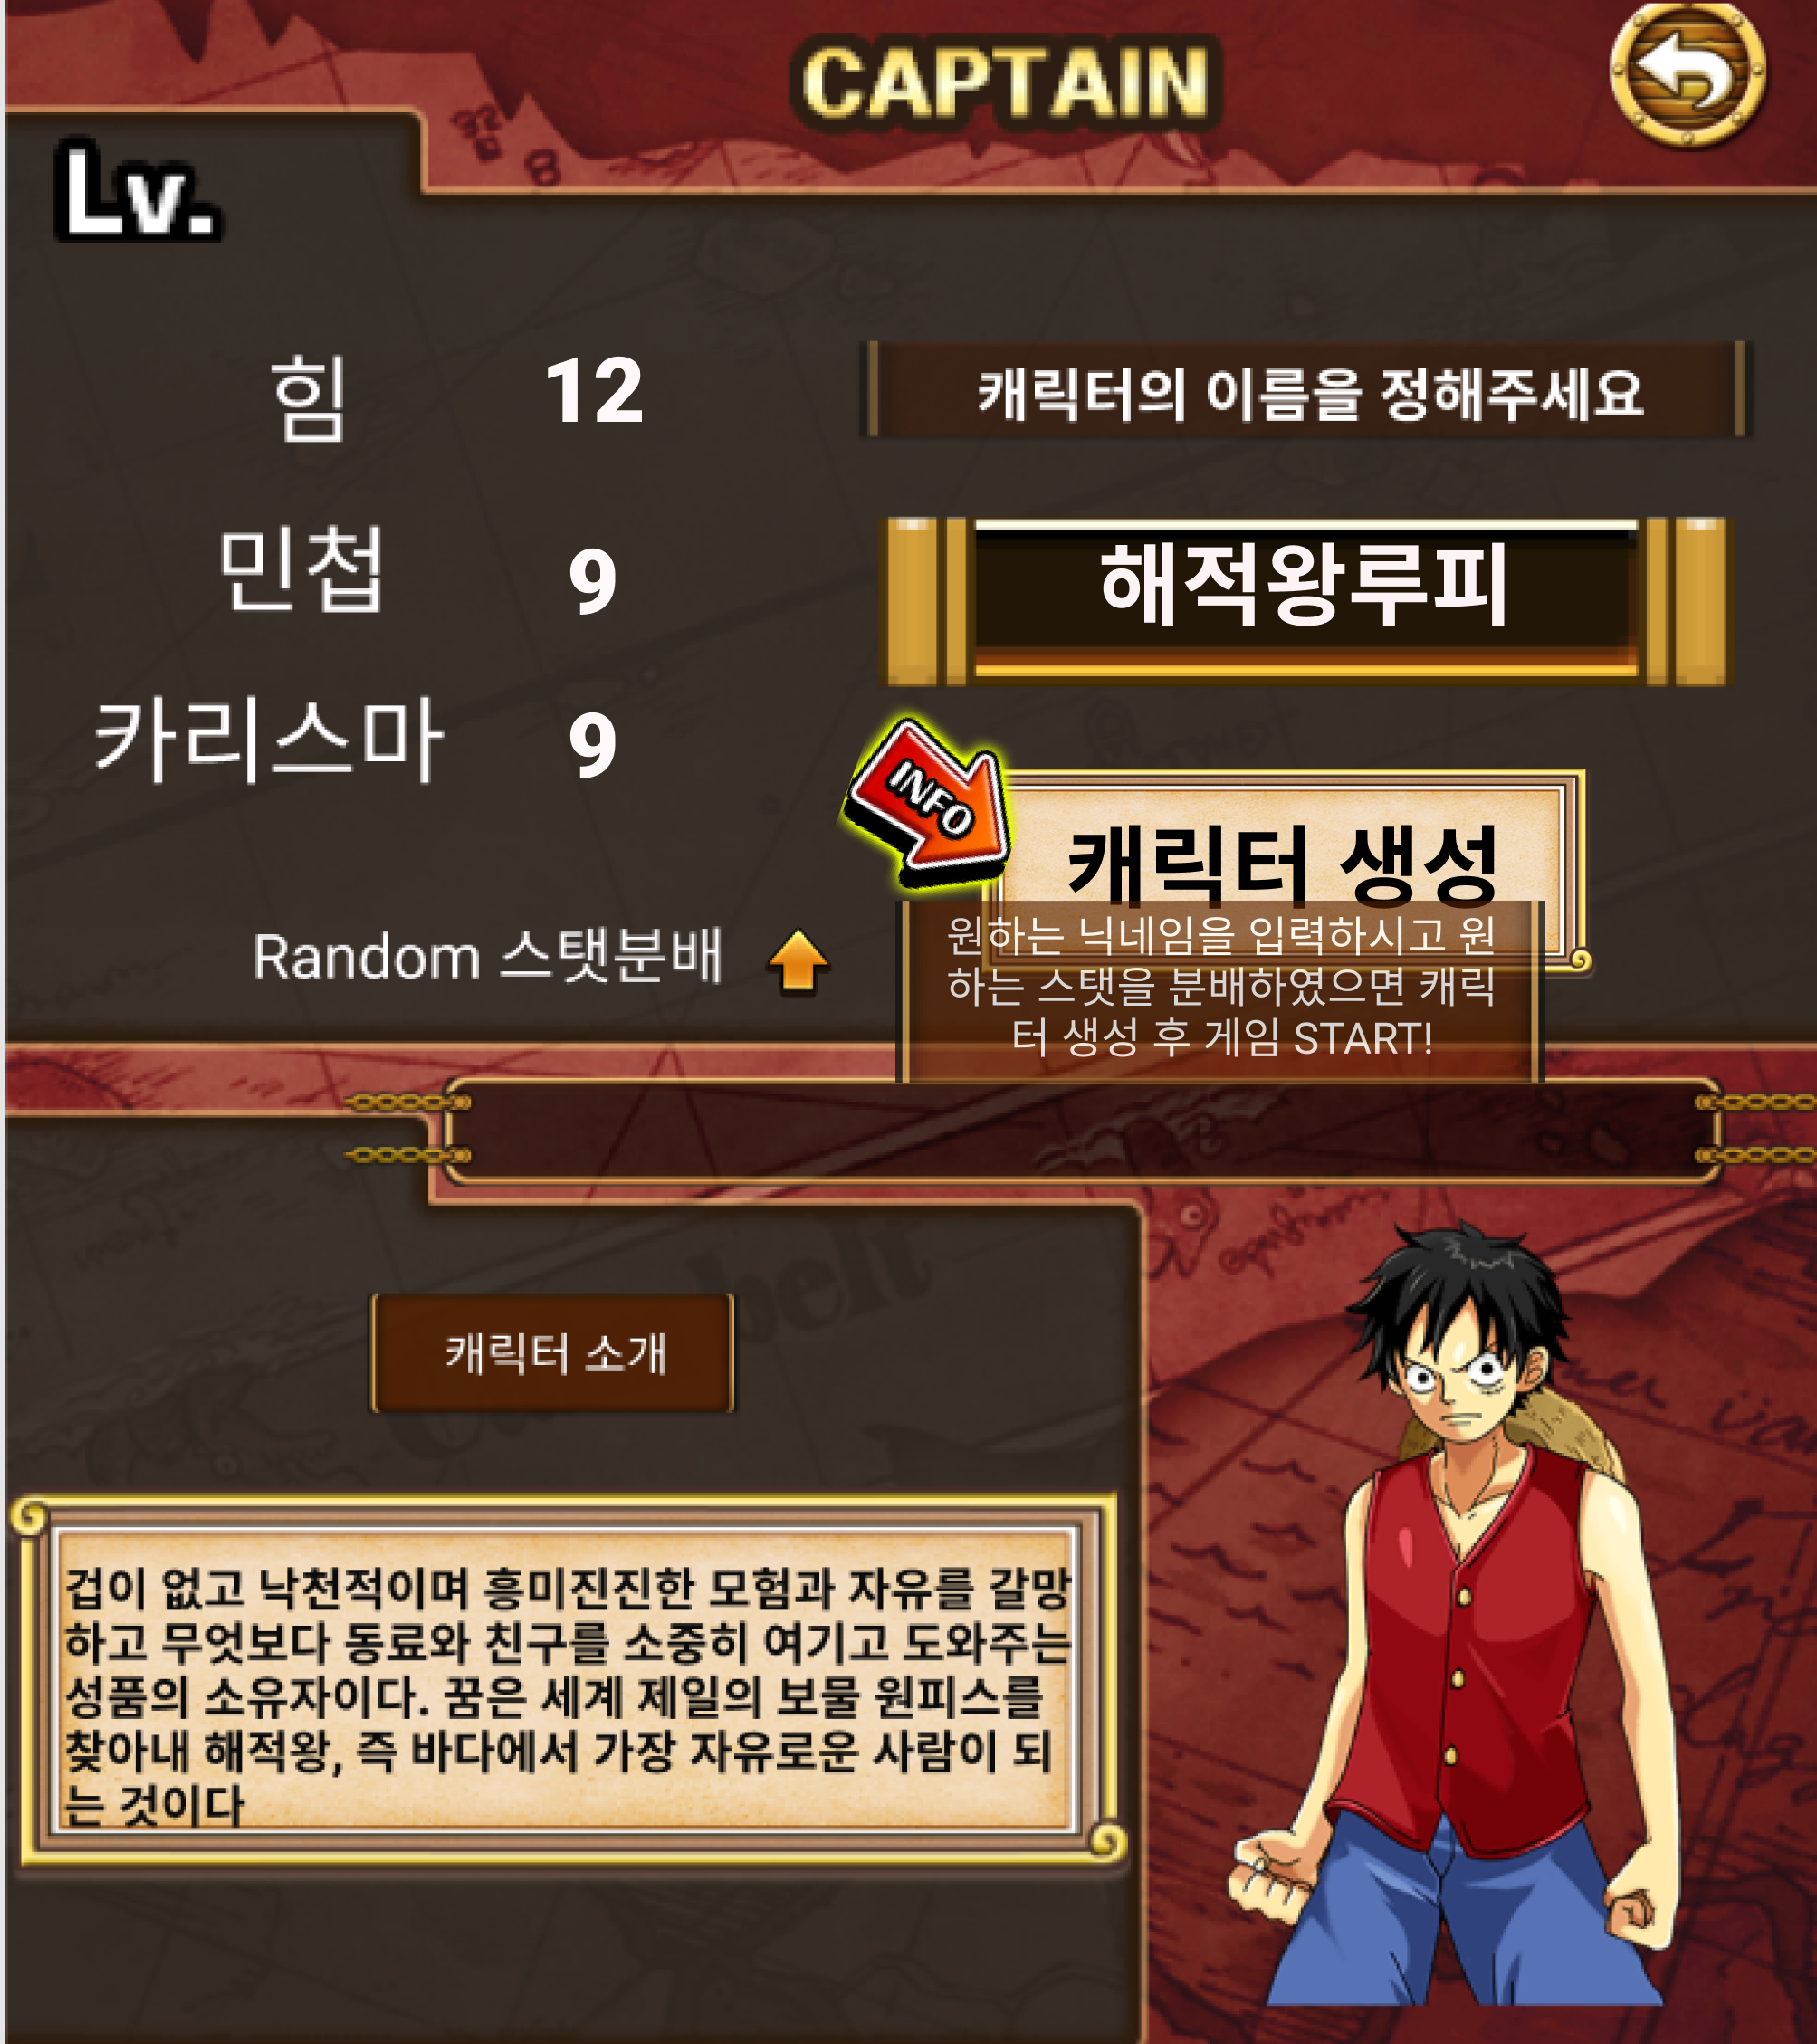 CAPTAIN
Lv.
힘 12
캐릭터의 이름을 정해주세요
민첩 9
해적왕루피
카리스마 9
INFO
캐릭터 생성
Random 스탯분배
원하는 닉네임을 입력하시고 원
하는 스탯을 분배하였으면 캐릭
터 생성 후 게임 START!
캐릭터 소개
겁이 없고 낙천적이며 흥미진진한 모험과 자유를 갈망
하고 무엇보다 동료와 친구를 소중히 여기고 도와주는
성품의 소유자이다. 꿈은 세계 제일의 보물 원피스를
찾아내 해적왕, 즉 바다에서 가장 자유로운 사람이 되
는 것이다